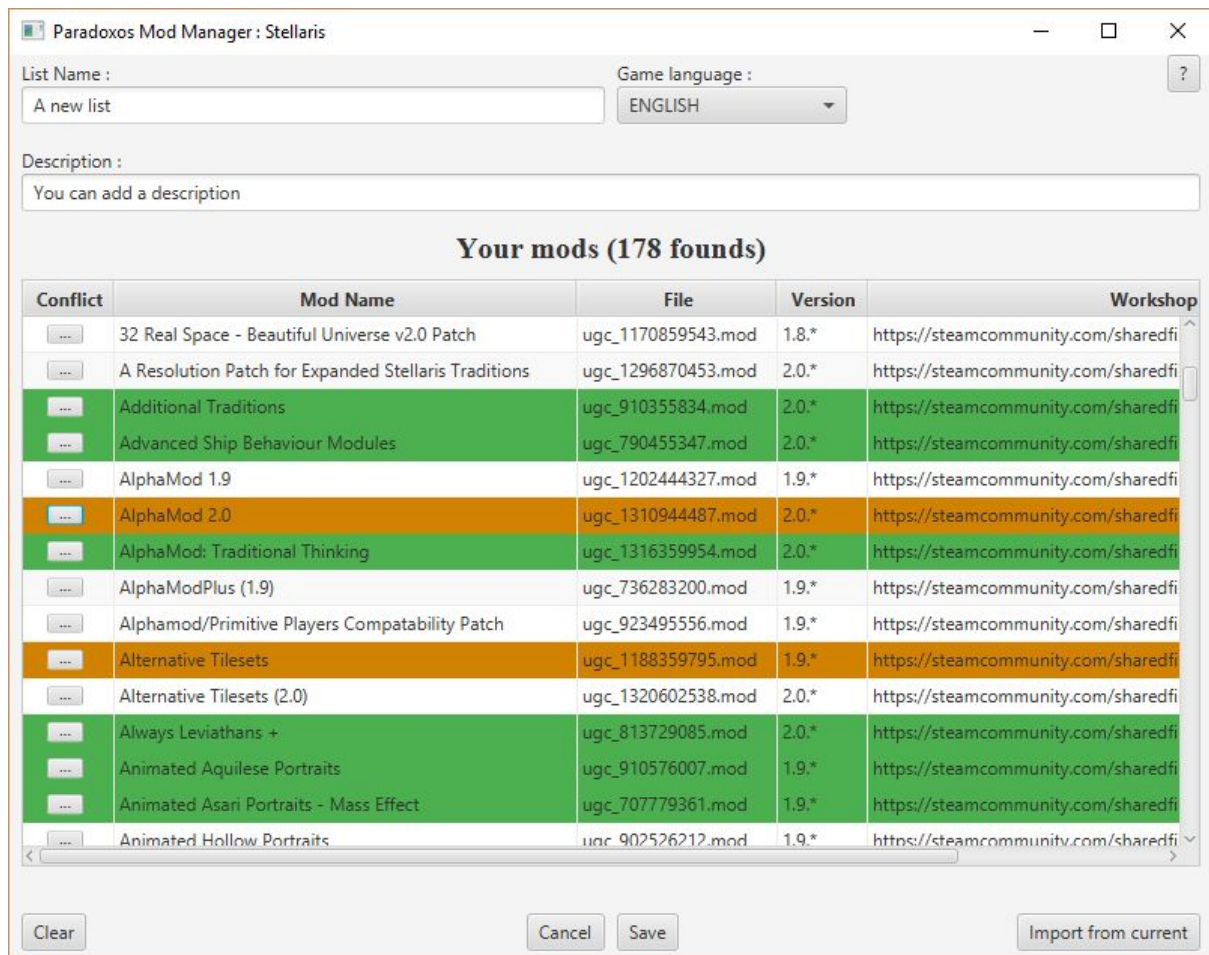 Paradoxos Mod Manager : Stellaris
List Name :
Game language :
?
A new list
ENGLISH
Description :
You can add a description
Your mods (178 founds)
Conflict Mod Name File Version Workshop
... 32 Real Space - Beautiful Universe v2.0 Patch ugc_1170859543.mod 1.8.* https://steamcommunity.com/sharedfi
... A Resolution Patch for Expanded Stellaris Traditions ugc_1296870453.mod 2.0.* https://steamcommunity.com/sharedfi
... Additional Traditions ugc_910355834.mod 2.0.* https://steamcommunity.com/sharedfi
... Advanced Ship Behaviour Modules ugc_790455347.mod 2.0.* https://steamcommunity.com/sharedfi
... AlphaMod 1.9 ugc_1202444327.mod 1.9.* https://steamcommunity.com/sharedfi
... AlphaMod 2.0 ugc_1310944487.mod 2.0.* https://steamcommunity.com/sharedfi
... AlphaMod: Traditional Thinking ugc_1316359954.mod 2.0.* https://steamcommunity.com/sharedfi
... AlphaModPlus (1.9) ugc_736283200.mod 1.9.* https://steamcommunity.com/sharedfi
... Alphamod/Primitive Players Compatability Patch ugc_923495556.mod 1.9.* https://steamcommunity.com/sharedfi
... Alternative Tilesets ugc_1188359795.mod 1.9.* https://steamcommunity.com/sharedfi
... Alternative Tilesets (2.0) ugc_1320602538.mod 2.0.* https://steamcommunity.com/sharedfi
... Always Leviathans + ugc_813729085.mod 2.0.* https://steamcommunity.com/sharedfi
... Animated Aquilese Portraits ugc_910576007.mod 1.9.* https://steamcommunity.com/sharedfi
... Animated Asari Portraits - Mass Effect ugc_707779361.mod 1.9.* https://steamcommunity.com/sharedfi
... Animated Hollow Portraits ugc_902526212.mod 1.9.* https://steamcommunity.com/sharedfi
Clear Cancel Save Import from current